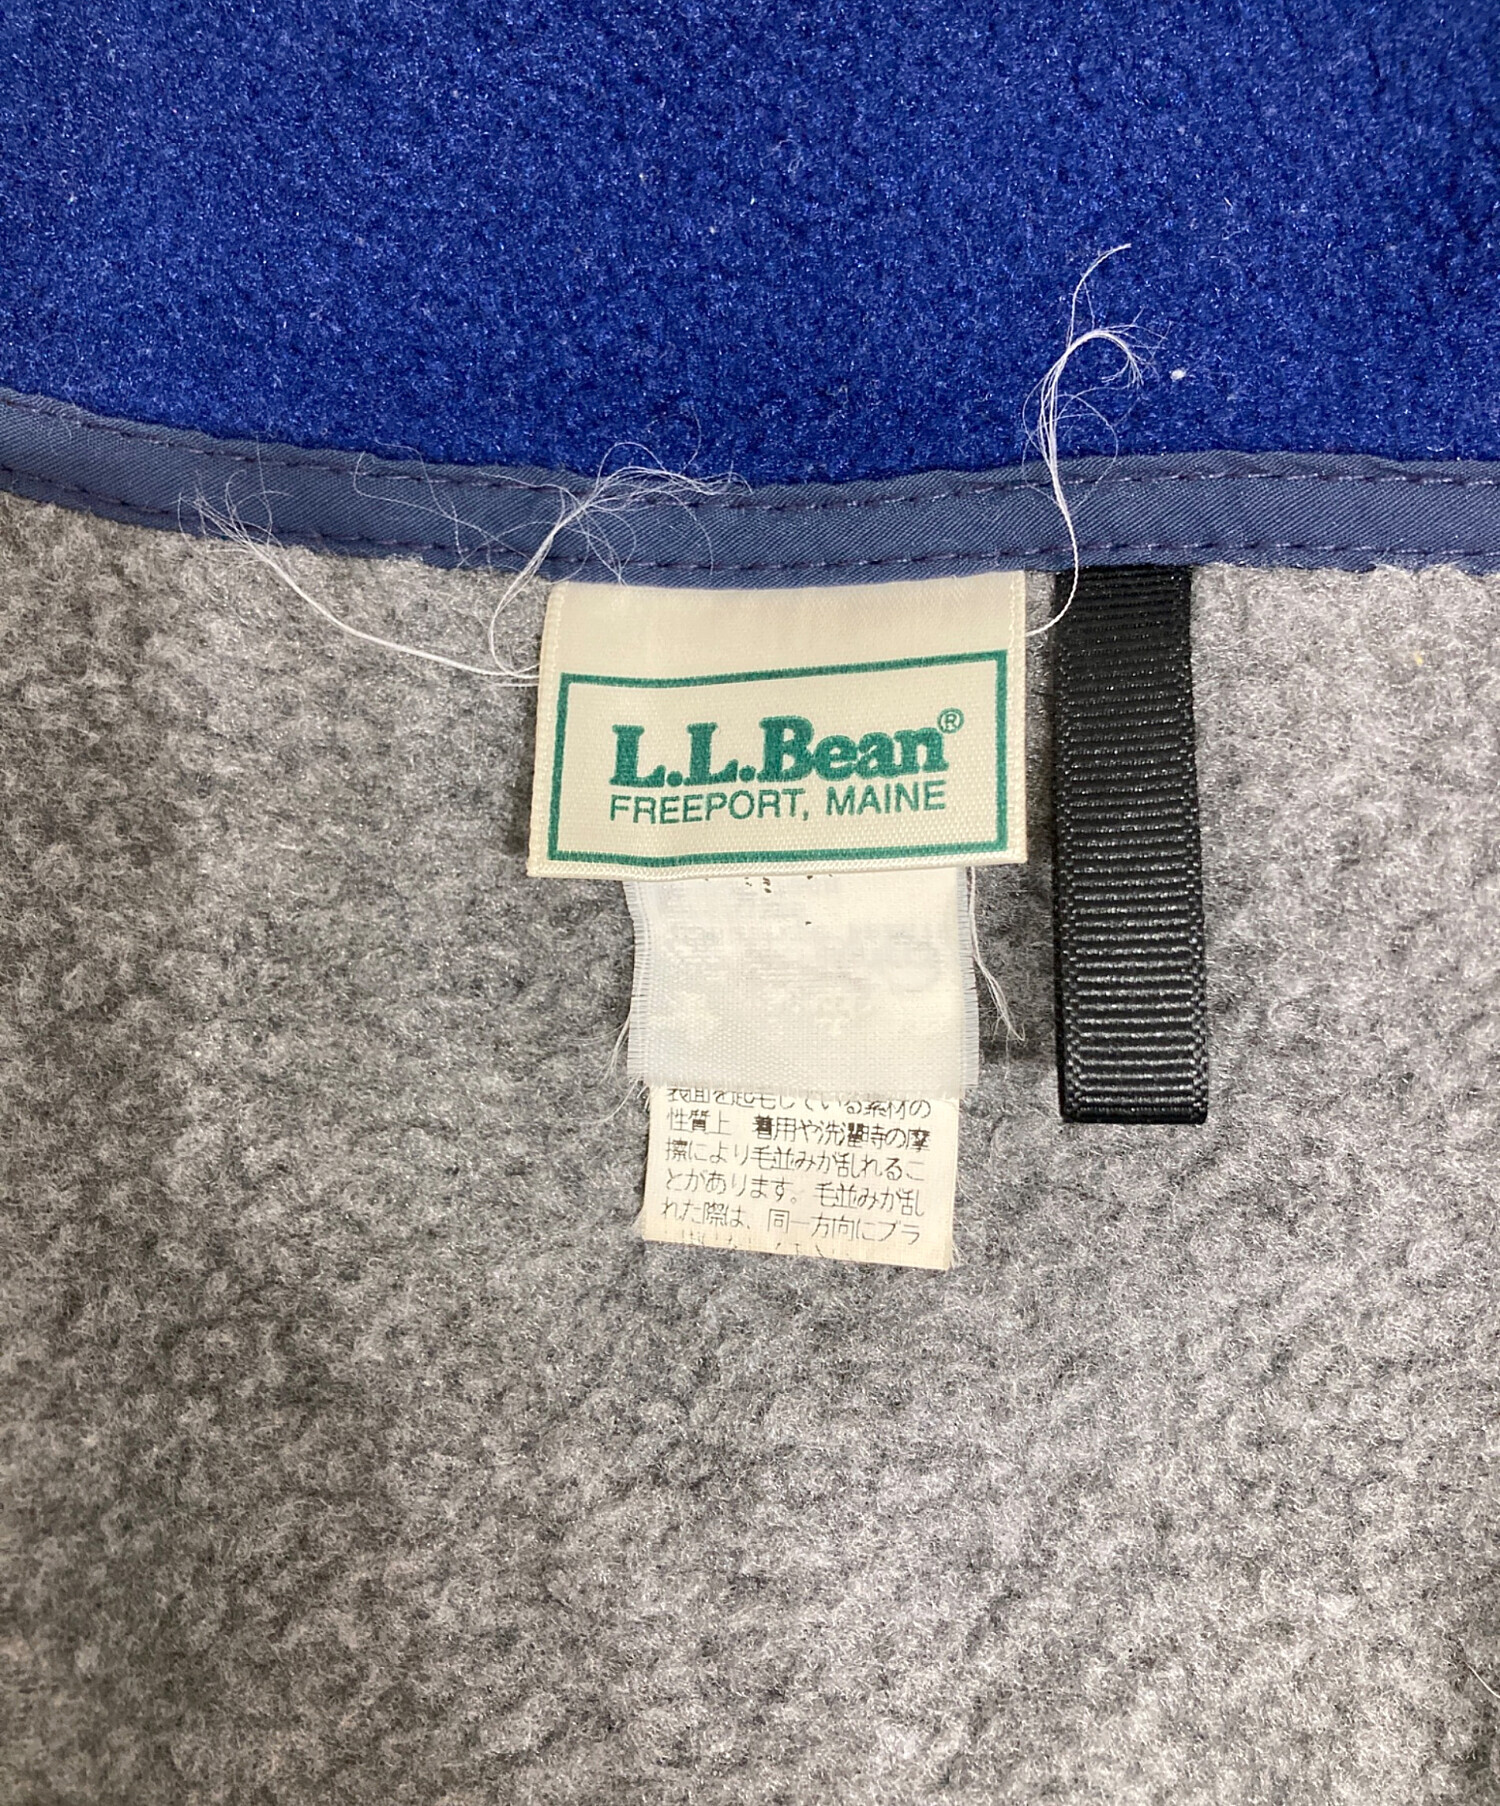 L.L.Bean®
FREEPORT, MAINE
表面を起毛している素材の
性質上 着用や洗濯時の摩
擦により毛並みが乱れるこ
とがあります。毛並みが乱
れた際は、同一方向にブラ